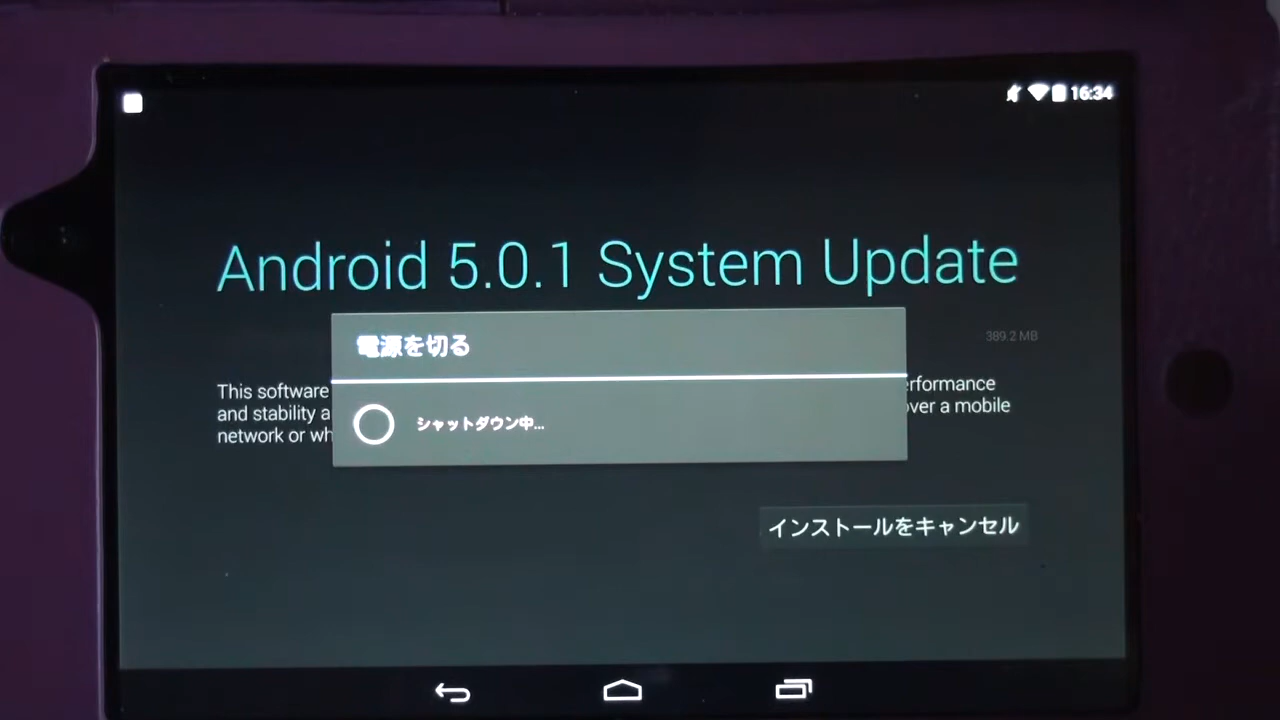 16:34
Android 5.0.1 System Update
389.2 MB
電源を切る
This software
rformance
and stability a
ver a mobile
network or wh
シャットダウン中...
インストールをキャンセル